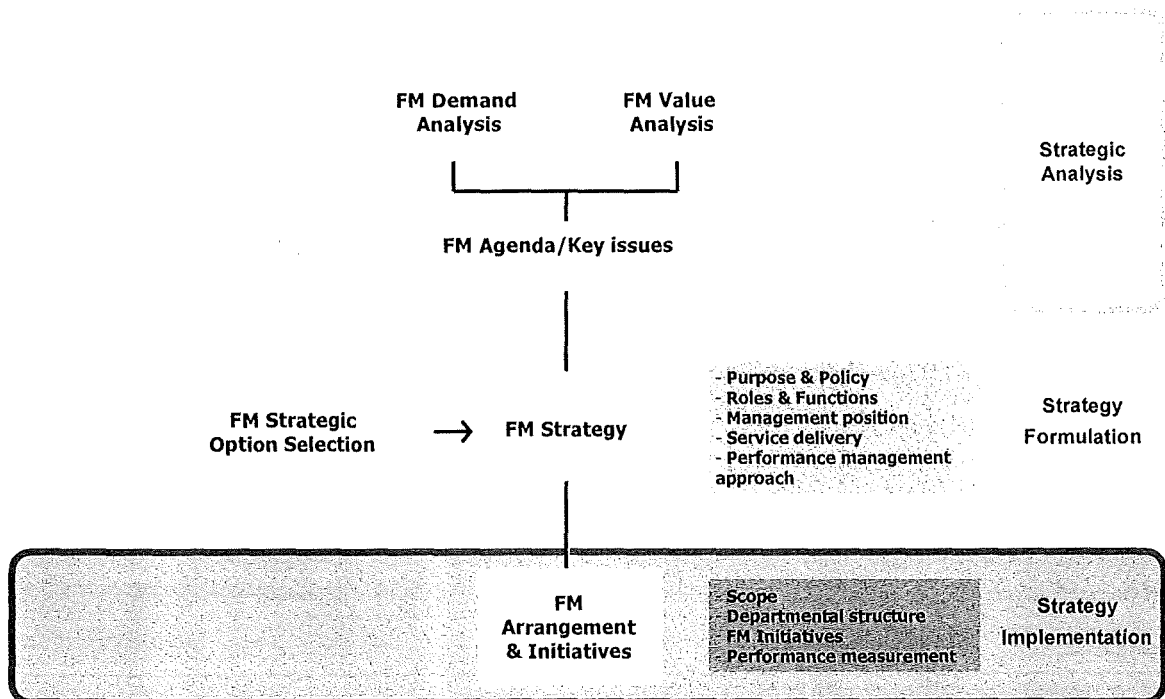 FM Demand
Analysis
FM Value
Analysis
Strategic
Analysis
FM Agenda/Key issues
FM Strategic
Option Selection
FM Strategy
- Purpose & Policy
- Roles & Functions
- Management position
- Service delivery
- Performance management
approach
Strategy
Formulation
FM
Arrangement
& Initiatives
- Scope
- Departmental structure
- FM Initiatives
- Performance measurement
Strategy
Implementation